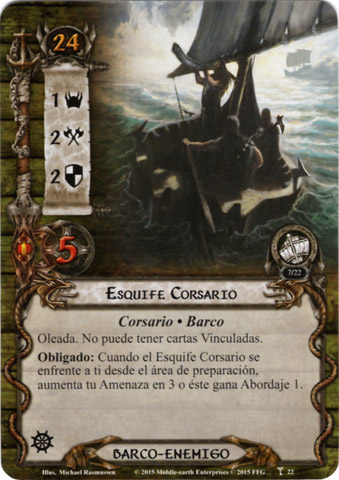 24
1
2
2
5
7/22
Esquife Corsario
Corsario • Barco
Oleada. No puede tener cartas Vinculadas.
Obligado: Cuando el Esquife Corsario se
enfrente a ti desde el área de preparación,
aumenta tu Amenaza en 3 o éste gana Abordaje 1.
BARCO-ENEMIGO
Illus. Michael Rasmussen
© 2015 Middle-earth Enterprises © 2015 FFG
22